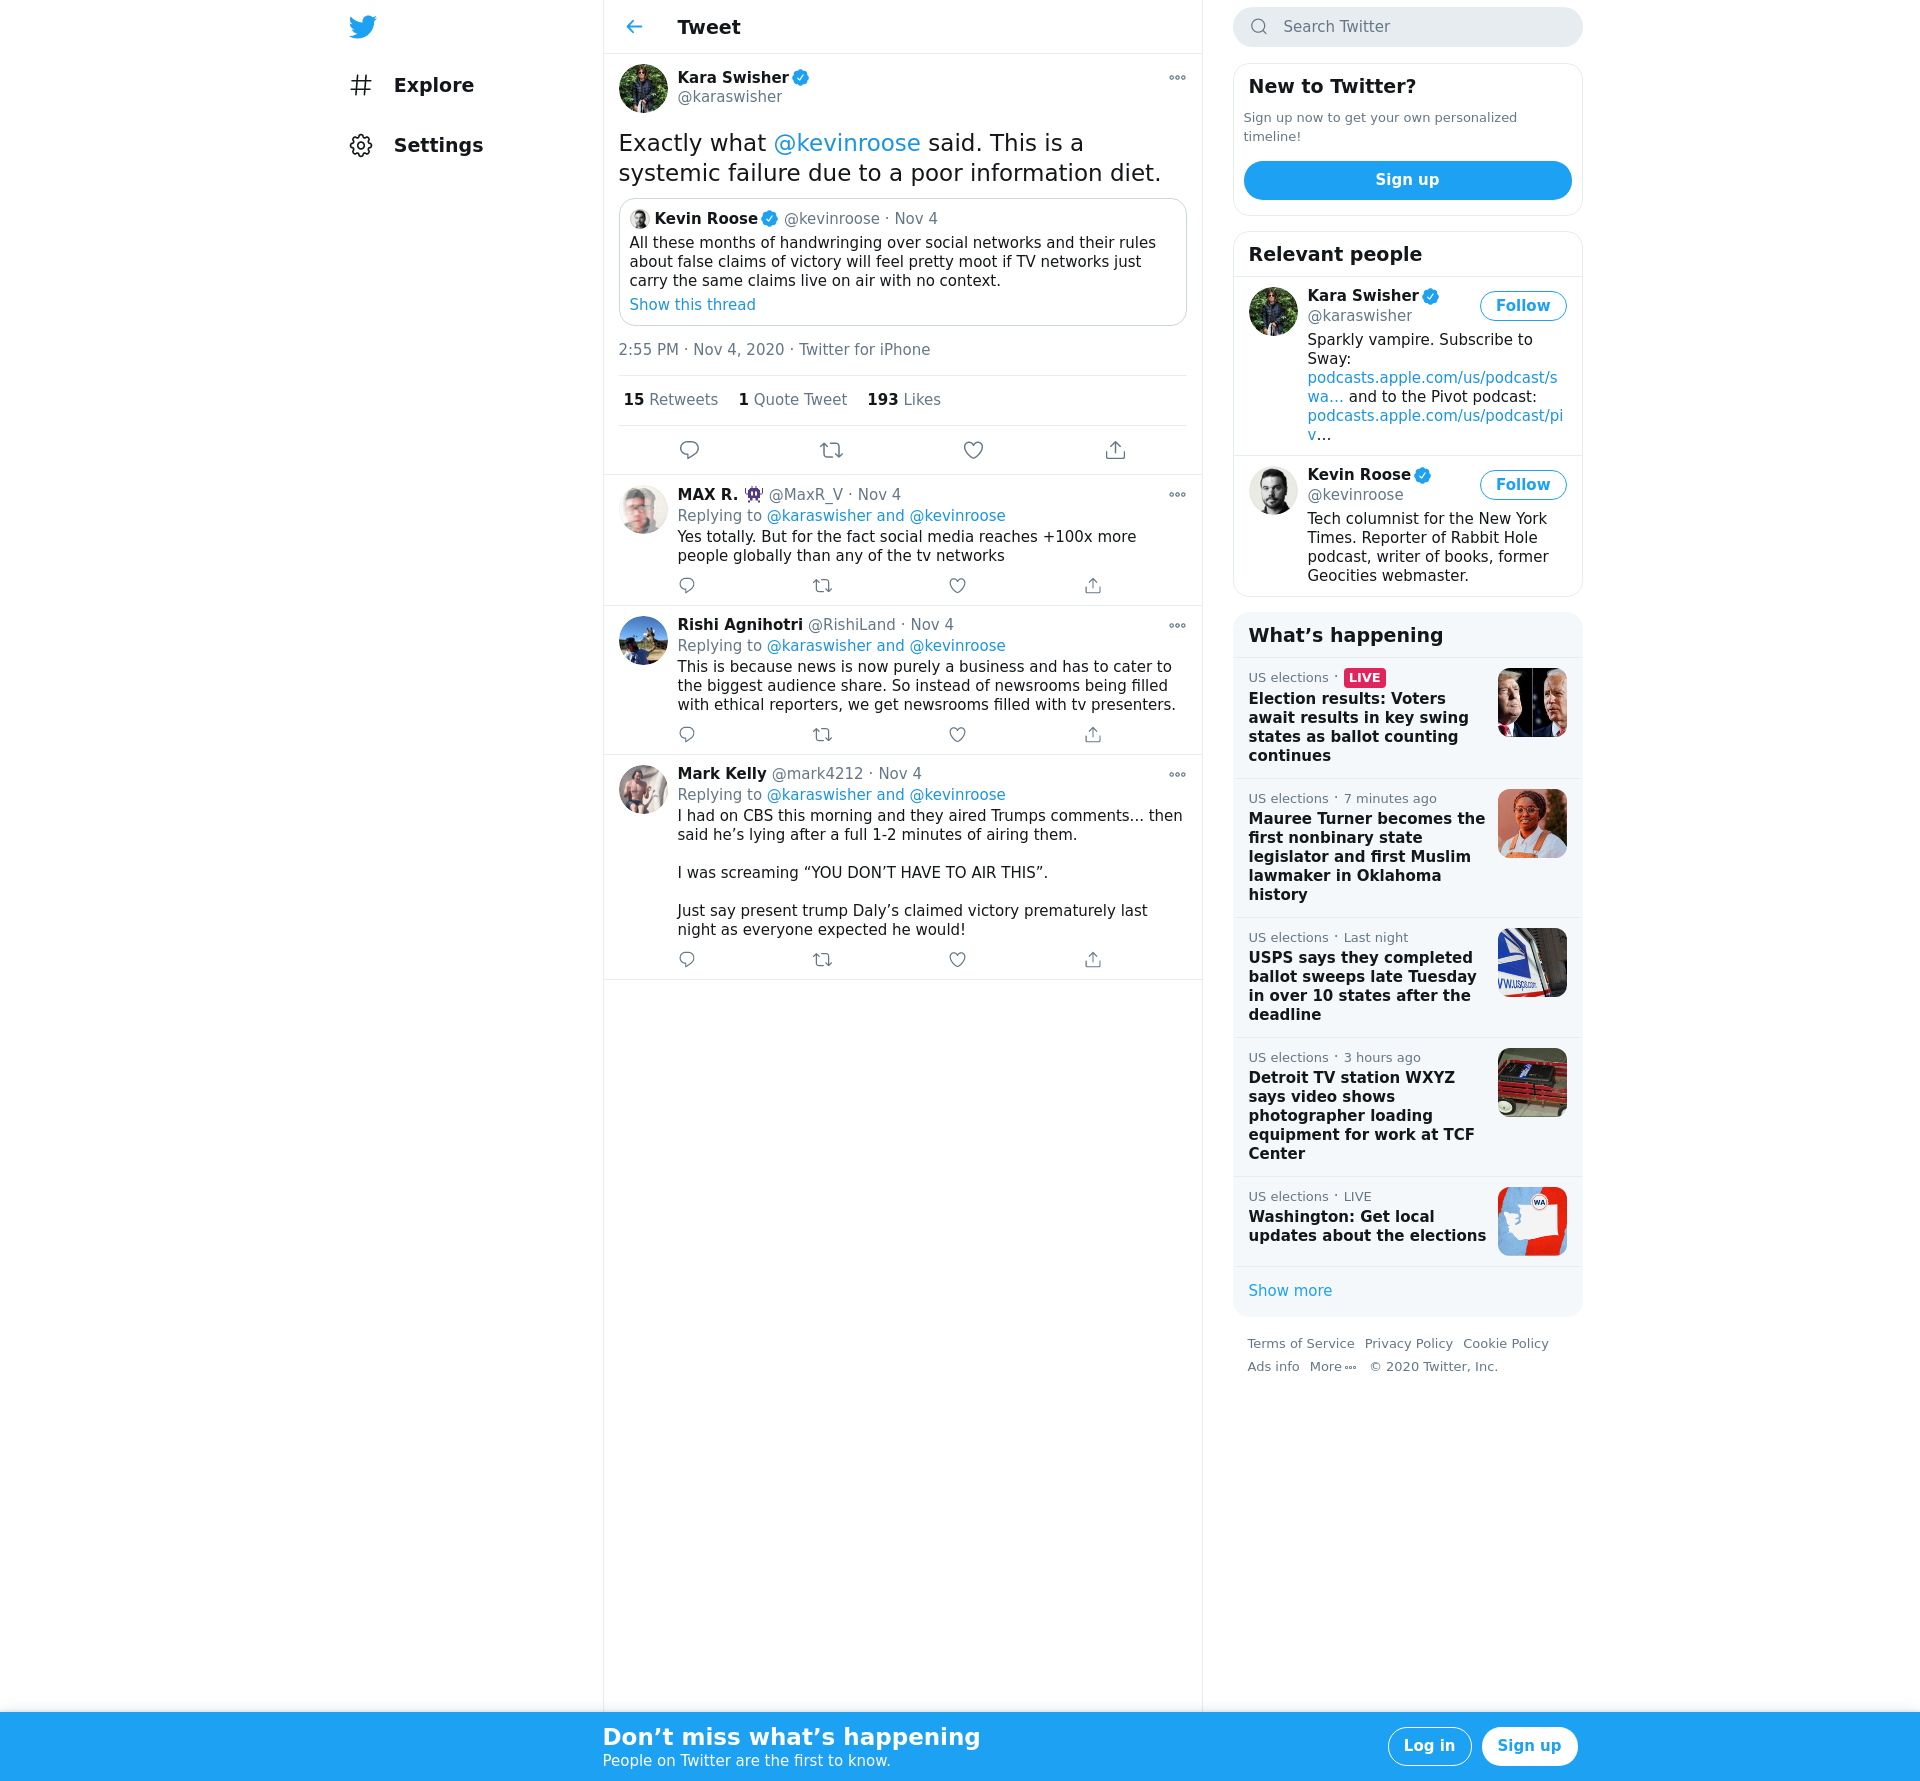 Explore
Settings
Tweet
Kara Swisher
@karaswisher
Exactly what @kevinroose said. This is a
systemic failure due to a poor information diet.
Kevin Roose @kevinroose · Nov 4
All these months of handwringing over social networks and their rules
about false claims of victory will feel pretty moot if TV networks just
carry the same claims live on air with no context.
Show this thread
2:55 PM · Nov 4, 2020 · Twitter for iPhone
15 Retweets 1 Quote Tweet 193 Likes
MAX R. @MaxR_V · Nov 4
Replying to @karaswisher and @kevinroose
Yes totally. But for the fact social media reaches +100x more
people globally than any of the tv networks
Rishi Agnihotri @RishiLand · Nov 4
Replying to @karaswisher and @kevinroose
This is because news is now purely a business and has to cater to
the biggest audience share. So instead of newsrooms being filled
with ethical reporters, we get newsrooms filled with tv presenters.
Mark Kelly @mark4212 · Nov 4
Replying to @karaswisher and @kevinroose
I had on CBS this morning and they aired Trumps comments... then
said he’s lying after a full 1-2 minutes of airing them.
I was screaming “YOU DON’T HAVE TO AIR THIS”.
Just say present trump Daly’s claimed victory prematurely last
night as everyone expected he would!
Search Twitter
New to Twitter?
Sign up now to get your own personalized
timeline!
Sign up
Relevant people
Kara Swisher
@karaswisher
Follow
Sparkly vampire. Subscribe to
Sway:
podcasts.apple.com/us/podcast/s
wa… and to the Pivot podcast:
podcasts.apple.com/us/podcast/pi
v…
Kevin Roose
@kevinroose
Follow
Tech columnist for the New York
Times. Reporter of Rabbit Hole
podcast, writer of books, former
Geocities webmaster.
What’s happening
US elections · LIVE
Election results: Voters
await results in key swing
states as ballot counting
continues
US elections · 7 minutes ago
Mauree Turner becomes the
first nonbinary state
legislator and first Muslim
lawmaker in Oklahoma
history
US elections · Last night
USPS says they completed
ballot sweeps late Tuesday
in over 10 states after the
deadline
US elections · 3 hours ago
Detroit TV station WXYZ
says video shows
photographer loading
equipment for work at TCF
Center
US elections · LIVE
Washington: Get local
updates about the elections
WA
Show more
Terms of Service Privacy Policy Cookie Policy
Ads info More © 2020 Twitter, Inc.
Don’t miss what’s happening
People on Twitter are the first to know.
Log in
Sign up